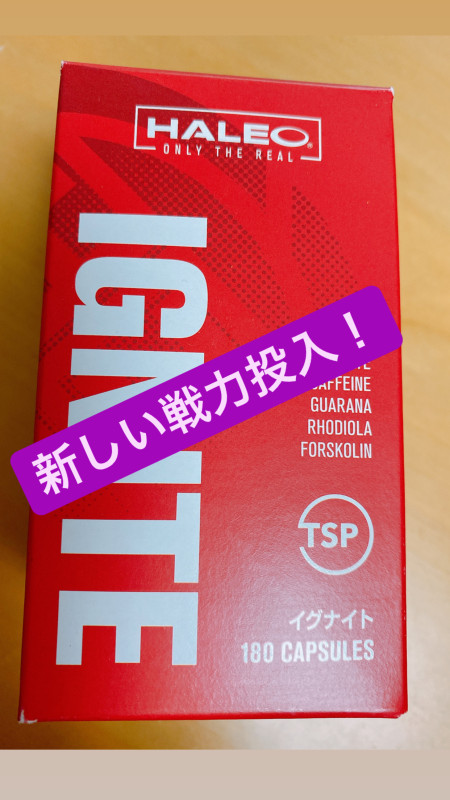 HALEO®
ONLY THE REAL
IGNITE
新しい戦力投入！
CAFFEINE
GUARANA
RHODIOLA
FORSKOLIN
TSP
イグナイト
180 CAPSULES